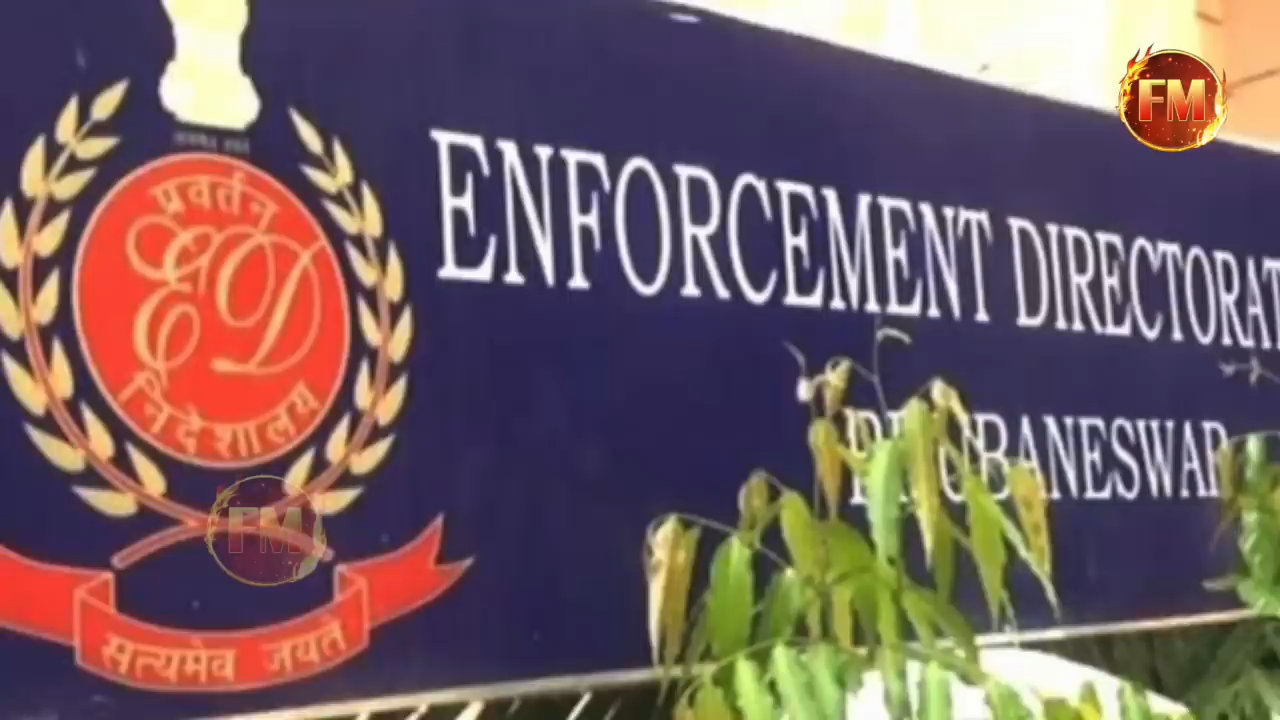 FM
प्रवर्तन
ED
निदेशालय
ENFORCEMENT DIRECTORAT
BHUBANESWAR
FM
सत्यमेव जयते